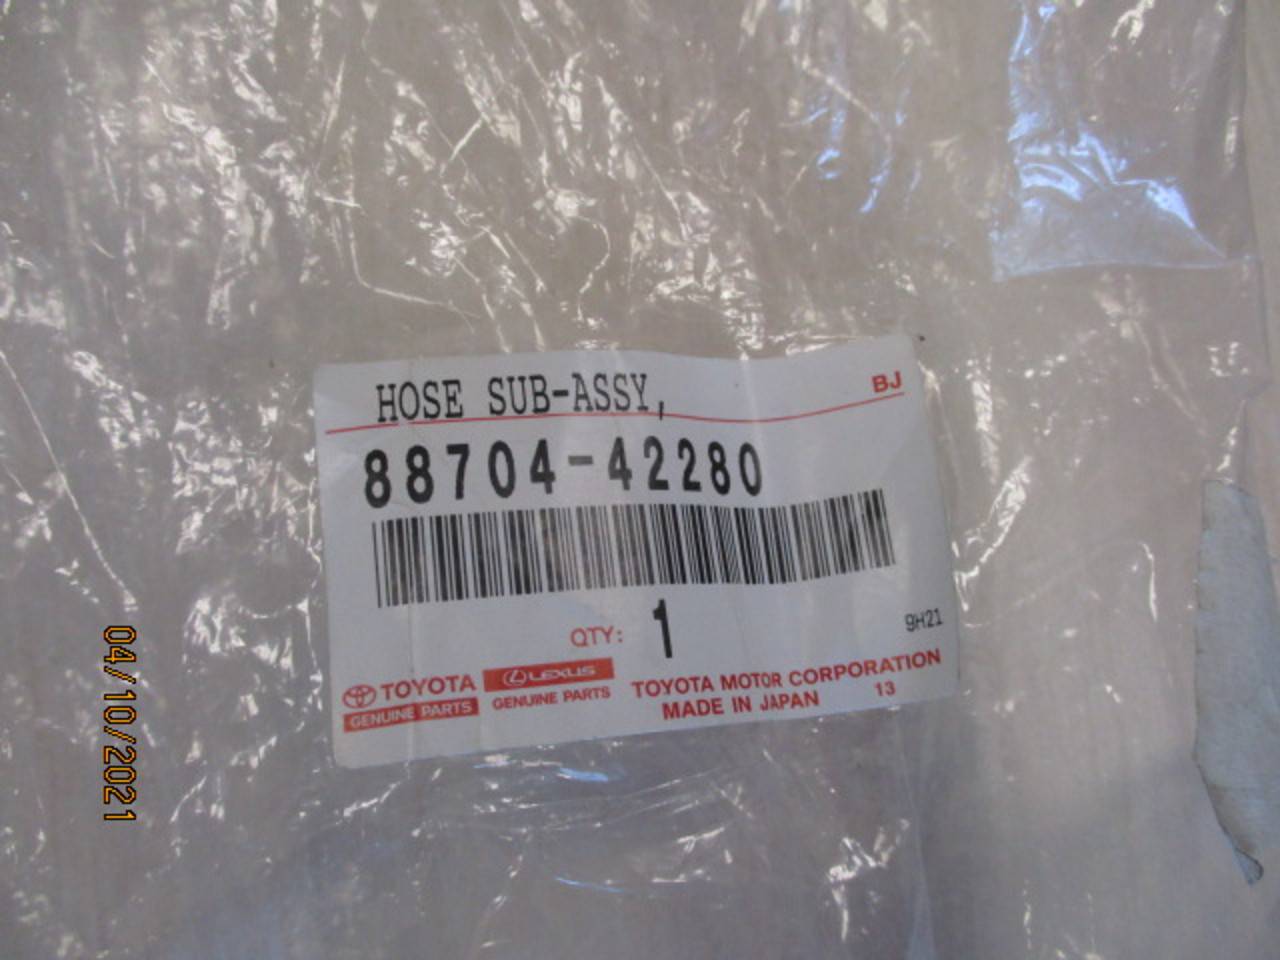 HOSE SUB-ASSY,
BJ
88704-42280
QTY: 1
9H21
TOYOTA
GENUINE PARTS
LEXUS
GENUINE PARTS
TOYOTA MOTOR CORPORATION
MADE IN JAPAN 13
04/10/2021